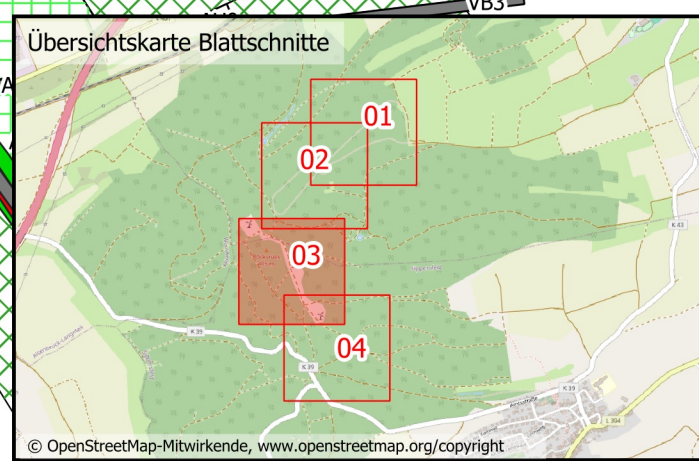 VB3
Übersichtskarte Blattschnitte
01
02
03
04
K 43
K 39
K 39
K 39
L 394
© OpenStreetMap-Mitwirkende, www.openstreetmap.org/copyright